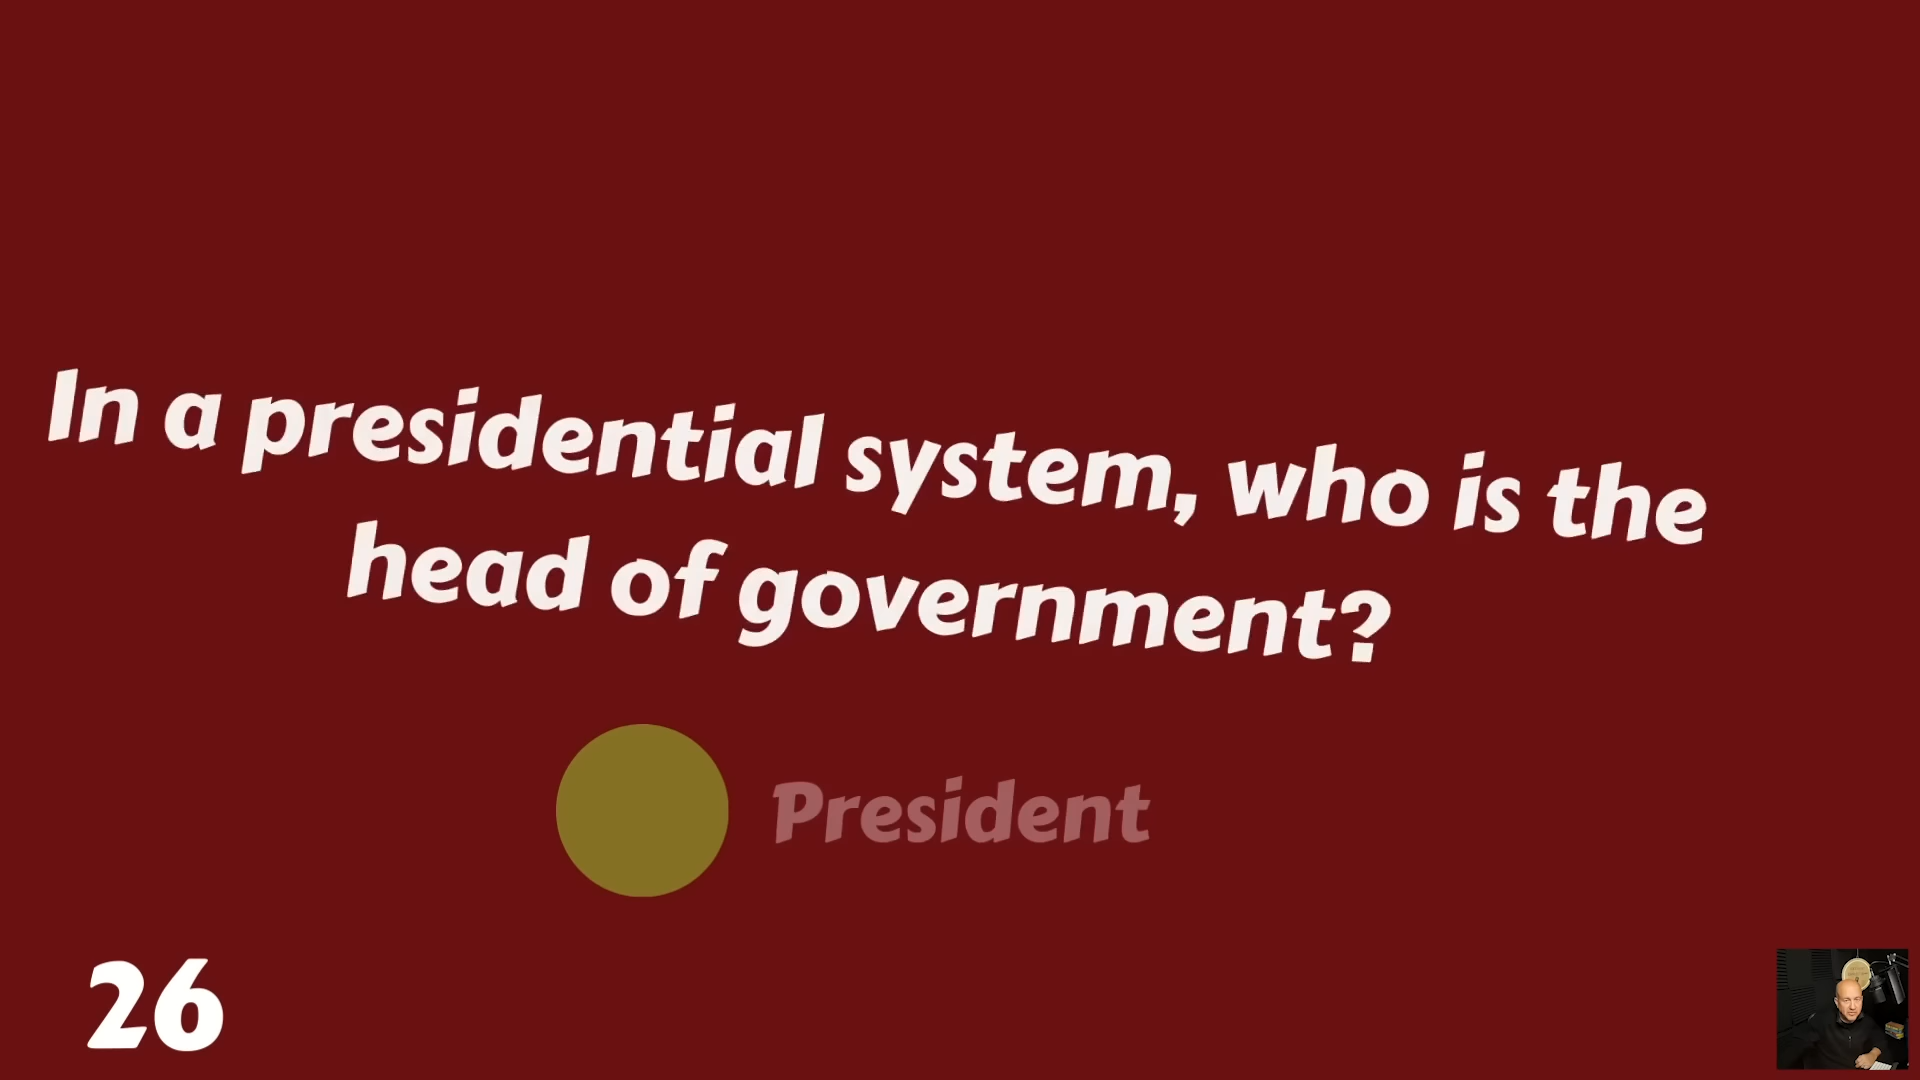 In a presidential system, who is the
head of government?
President
26